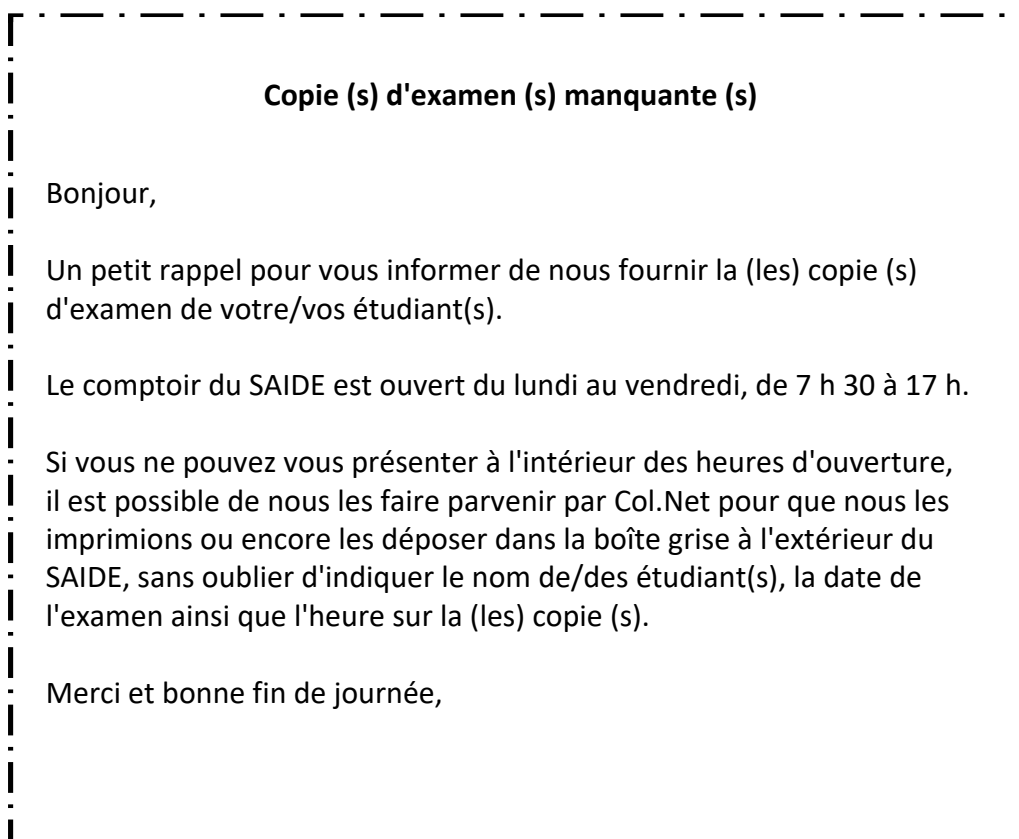 Copie (s) d'examen (s) manquante (s)
Bonjour,
Un petit rappel pour vous informer de nous fournir la (les) copie (s)
d'examen de votre/vos étudiant(s).
Le comptoir du SAIDE est ouvert du lundi au vendredi, de 7 h 30 à 17 h.
Si vous ne pouvez vous présenter à l'intérieur des heures d'ouverture,
il est possible de nous les faire parvenir par Col.Net pour que nous les
imprimions ou encore les déposer dans la boîte grise à l'extérieur du
SAIDE, sans oublier d'indiquer le nom de/des étudiant(s), la date de
l'examen ainsi que l'heure sur la (les) copie (s).
Merci et bonne fin de journée,